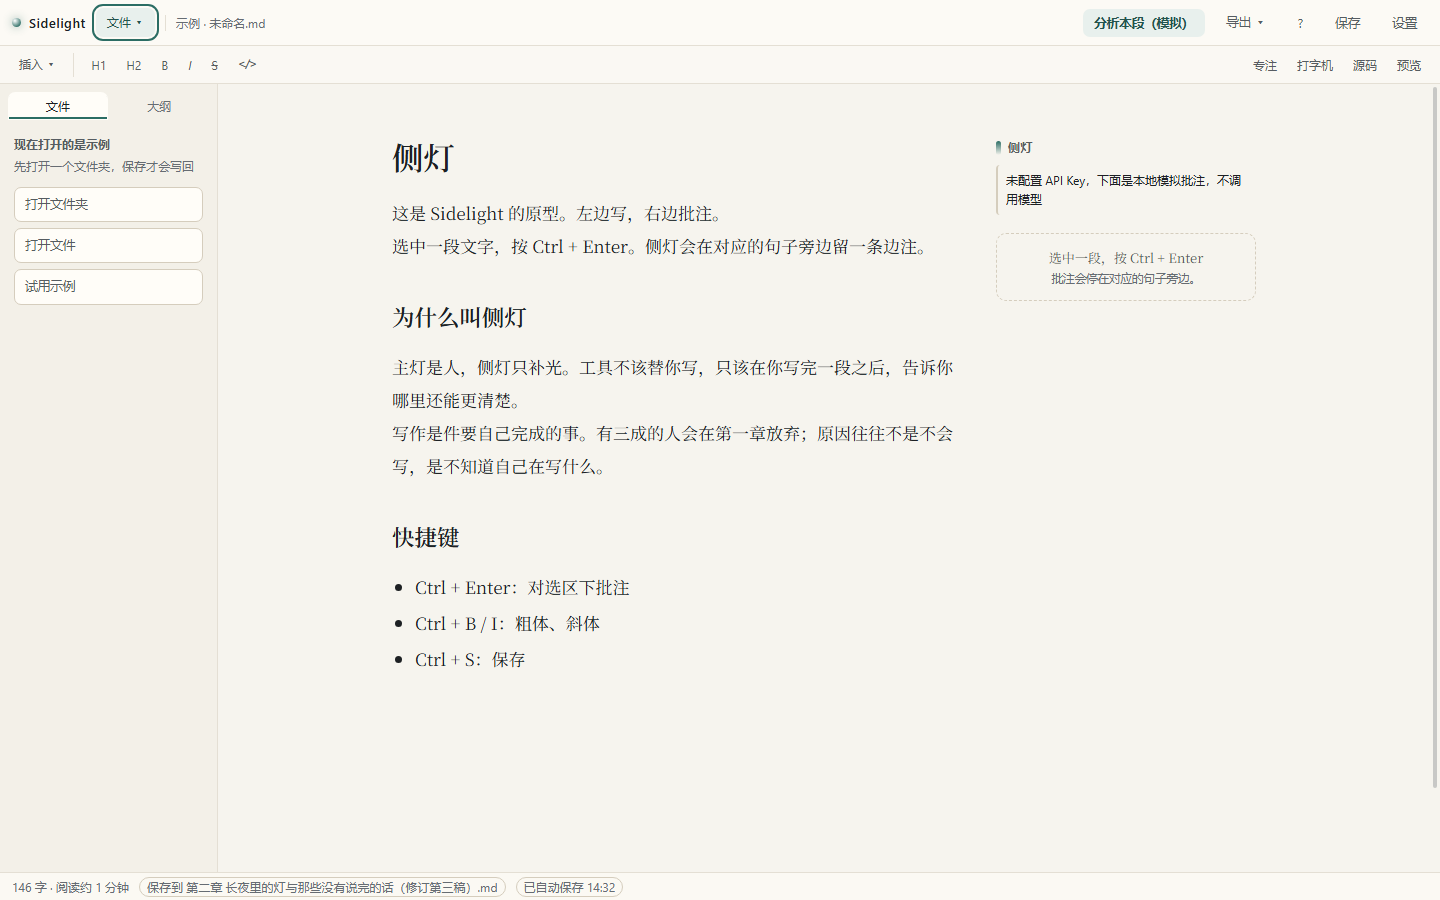 Sidelight 文件 示例 · 未命名.md 分析本段（模拟） 导出 ? 保存 设置
插入 H1 H2 B I S </> 专注 打字机 源码 预览
文件 大纲
现在打开的是示例
先打开一个文件夹，保存才会写回
打开文件夹
打开文件
试用示例
侧灯
这是 Sidelight 的原型。左边写，右边批注。
选中一段文字，按 Ctrl + Enter。侧灯会在对应的句子旁边留一条边注。
为什么叫侧灯
主灯是人，侧灯只补光。工具不该替你写，只该在你写完一段之后，告诉你
哪里还能更清楚。
写作是件要自己完成的事。有三成的人会在第一章放弃；原因往往不是不会
写，是不知道自己在写什么。
快捷键
Ctrl + Enter：对选区下批注
Ctrl + B / I：粗体、斜体
Ctrl + S：保存
侧灯
未配置 API Key，下面是本地模拟批注，不调
用模型
选中一段，按 Ctrl + Enter
批注会停在对应的句子旁边。
146 字 · 阅读约 1 分钟 保存到 第二章 长夜里的灯与那些没有说完的话（修订第三稿）.md 已自动保存 14:32